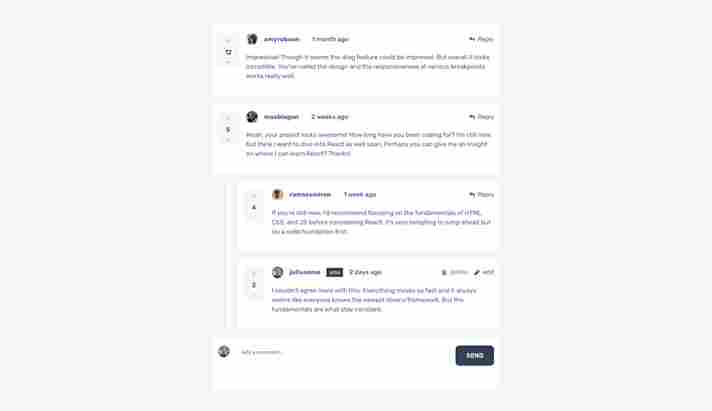 +
12
-
amyrobson 1 month ago
Reply
Impressive! Though it seems the drag feature could be improved. But overall it looks
incredible. You've nailed the design and the responsiveness at various breakpoints
works really well.
+
5
-
maxblagun 2 weeks ago
Reply
Woah, your project looks awesome! How long have you been coding for? I'm still new,
but think I want to dive into React as well soon. Perhaps you can give me an insight
on where I can learn React? Thanks!
+
4
-
ramsesmiron 1 week ago
Reply
If you're still new, I'd recommend focusing on the fundamentals of HTML,
CSS, and JS before considering React. It's very tempting to jump ahead but
lay a solid foundation first.
+
2
-
juliusomo you 2 days ago
Delete Edit
I couldn't agree more with this. Everything moves so fast and it always
seems like everyone knows the newest library/framework. But the
fundamentals are what stay constant.
Add a comment...
SEND